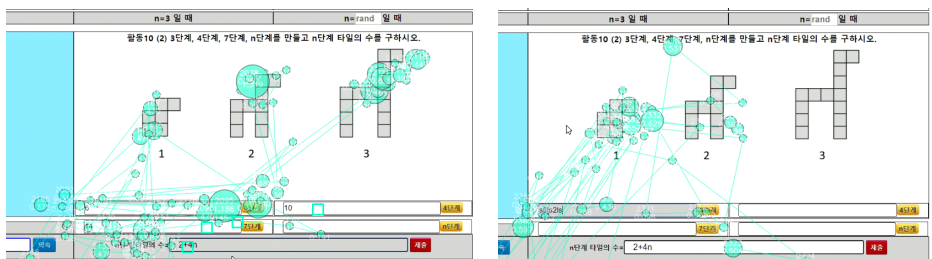 n=3 일 때
n=rand 일 때
활동10 (2) 3단계, 4단계, 7단계, n단계를 만들고 n단계 타일의 수를 구하시오.
1
2
3
10
4단계
7단계
n단계
약속
n단계 타일의 수=
2+4n
제출
n=3 일 때
n=rand 일 때
활동10 (2) 3단계, 4단계, 7단계, n단계를 만들고 n단계 타일의 수를 구하시오.
1
2
3
4단계
7단계
n단계
n단계 타일의 수=
2+4n
제출